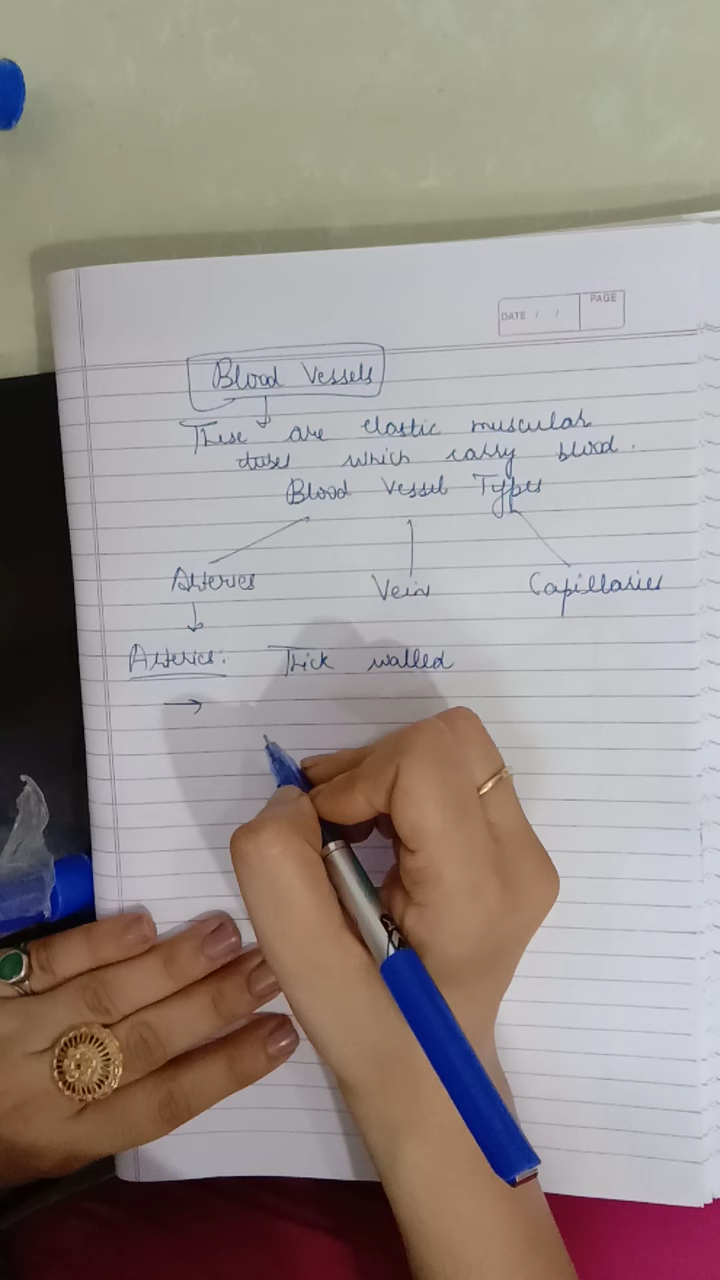 DATE / / PAGE
Blood Vessels
These are elastic muscular
tubes which carry blood.
Blood Vessel Types
Arteries Veins Capillaries
Arteries: Thick walled